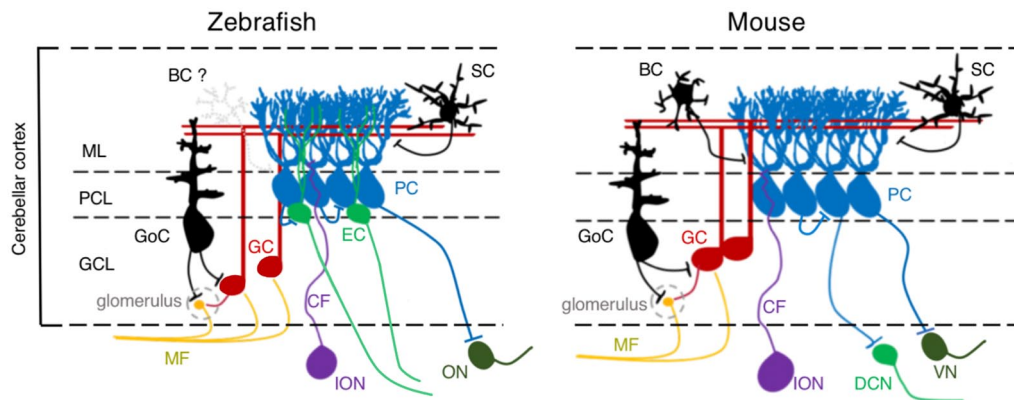 Zebrafish
Mouse
Cerebellar cortex
BC ?
SC
ML
PCL
PC
GoC
GC
EC
GCL
glomerulus
CF
MF
ION
ON
BC
SC
PC
GoC
GC
glomerulus
CF
MF
ION
DCN
VN